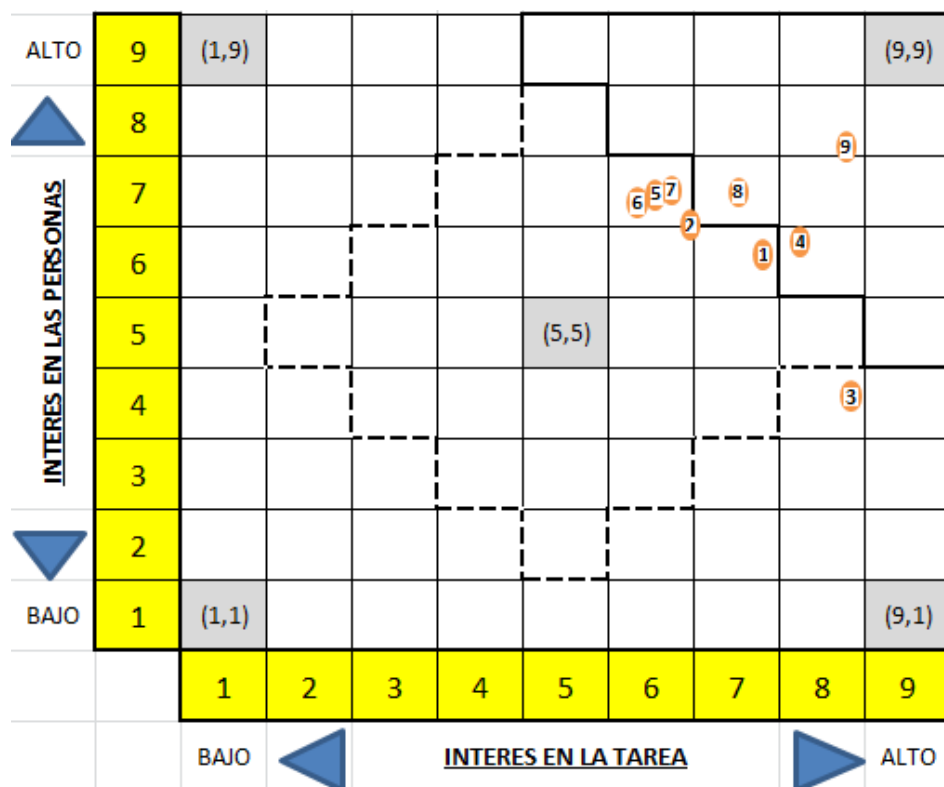 ALTO 9 (1,9) (9,9)
8
9
7 6 5 7 8
2
6 1 4
INTERES EN LAS PERSONAS
5 (5,5)
4 3
3
2
BAJO 1 (1,1) (9,1)
1 2 3 4 5 6 7 8 9
BAJO INTERES EN LA TAREA ALTO